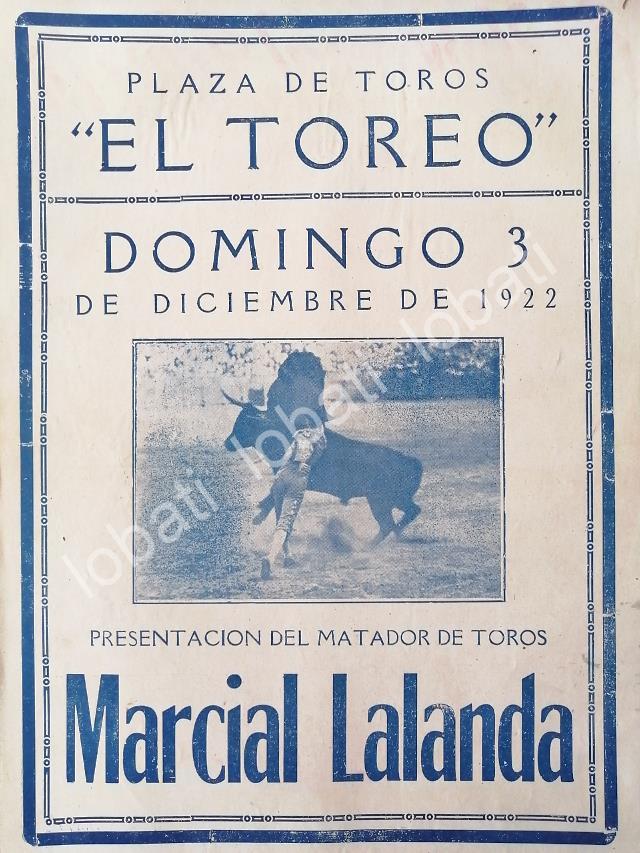 PLAZA DE TOROS
"EL TOREO"
DOMINGO 3
DE DICIEMBRE DE 1922
lobati lobati lobati
PRESENTACION DEL MATADOR DE TOROS
Marcial Lalanda